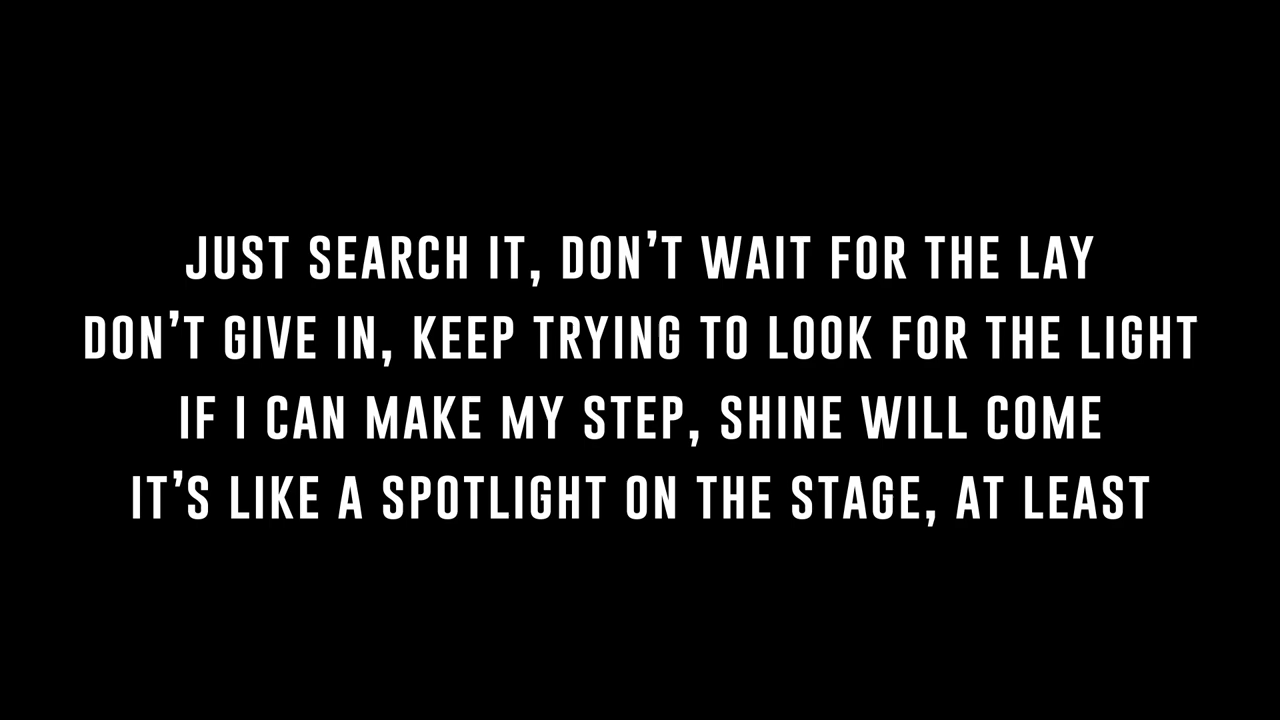 JUST SEARCH IT, DON'T WAIT FOR THE LAY
DON'T GIVE IN, KEEP TRYING TO LOOK FOR THE LIGHT
IF I CAN MAKE MY STEP, SHINE WILL COME
IT'S LIKE A SPOTLIGHT ON THE STAGE, AT LEAST